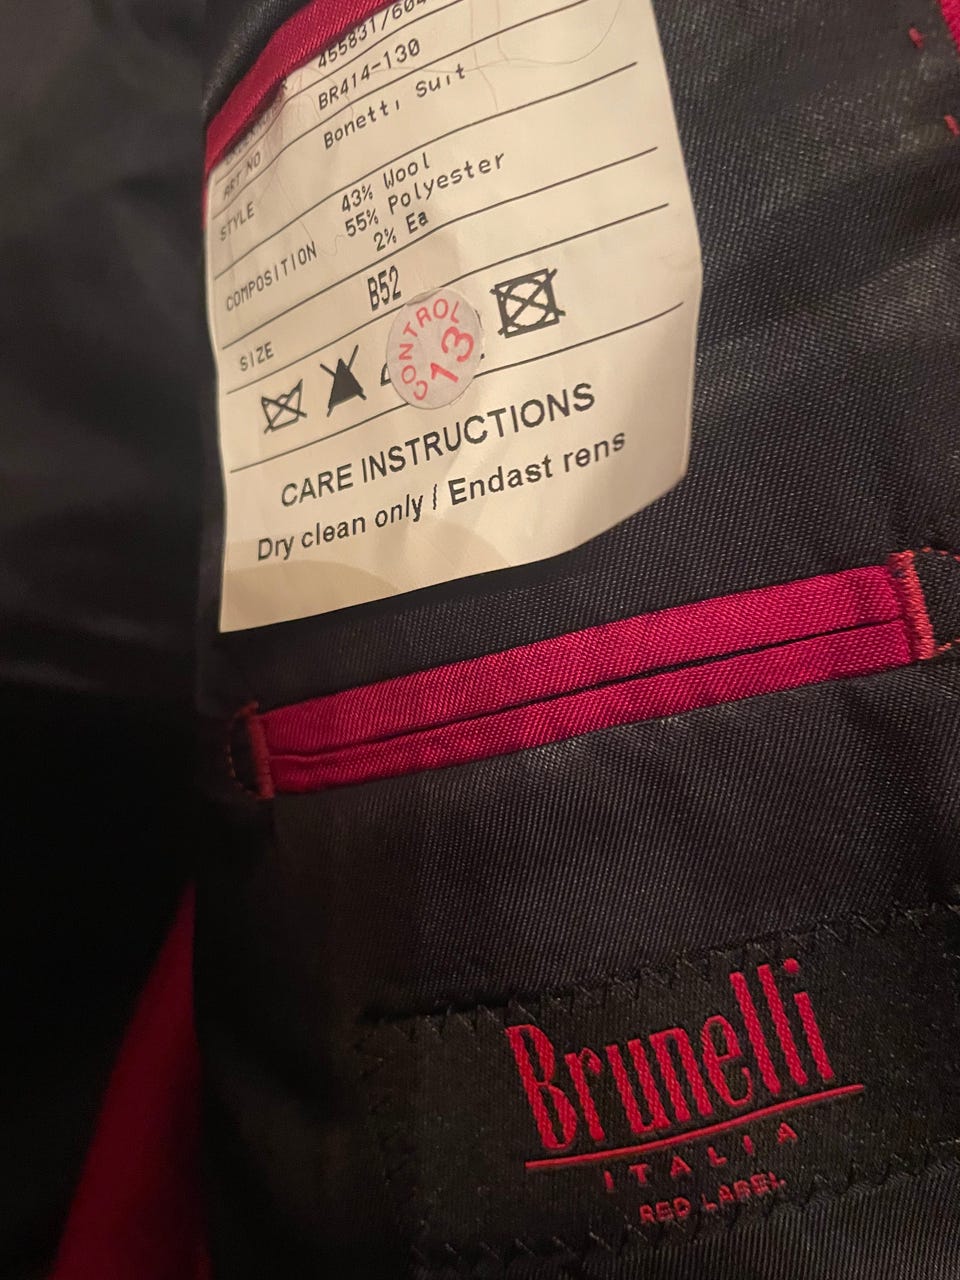 455831/604
BR414-130
ART NO
Bonetti Suit
STYLE
43% Wool
55% Polyester
2% Ea
COMPOSITION
B52
SIZE
CONTROL
13
CARE INSTRUCTIONS
Dry clean only / Endast rens
Brunelli
ITALIA
RED LABEL